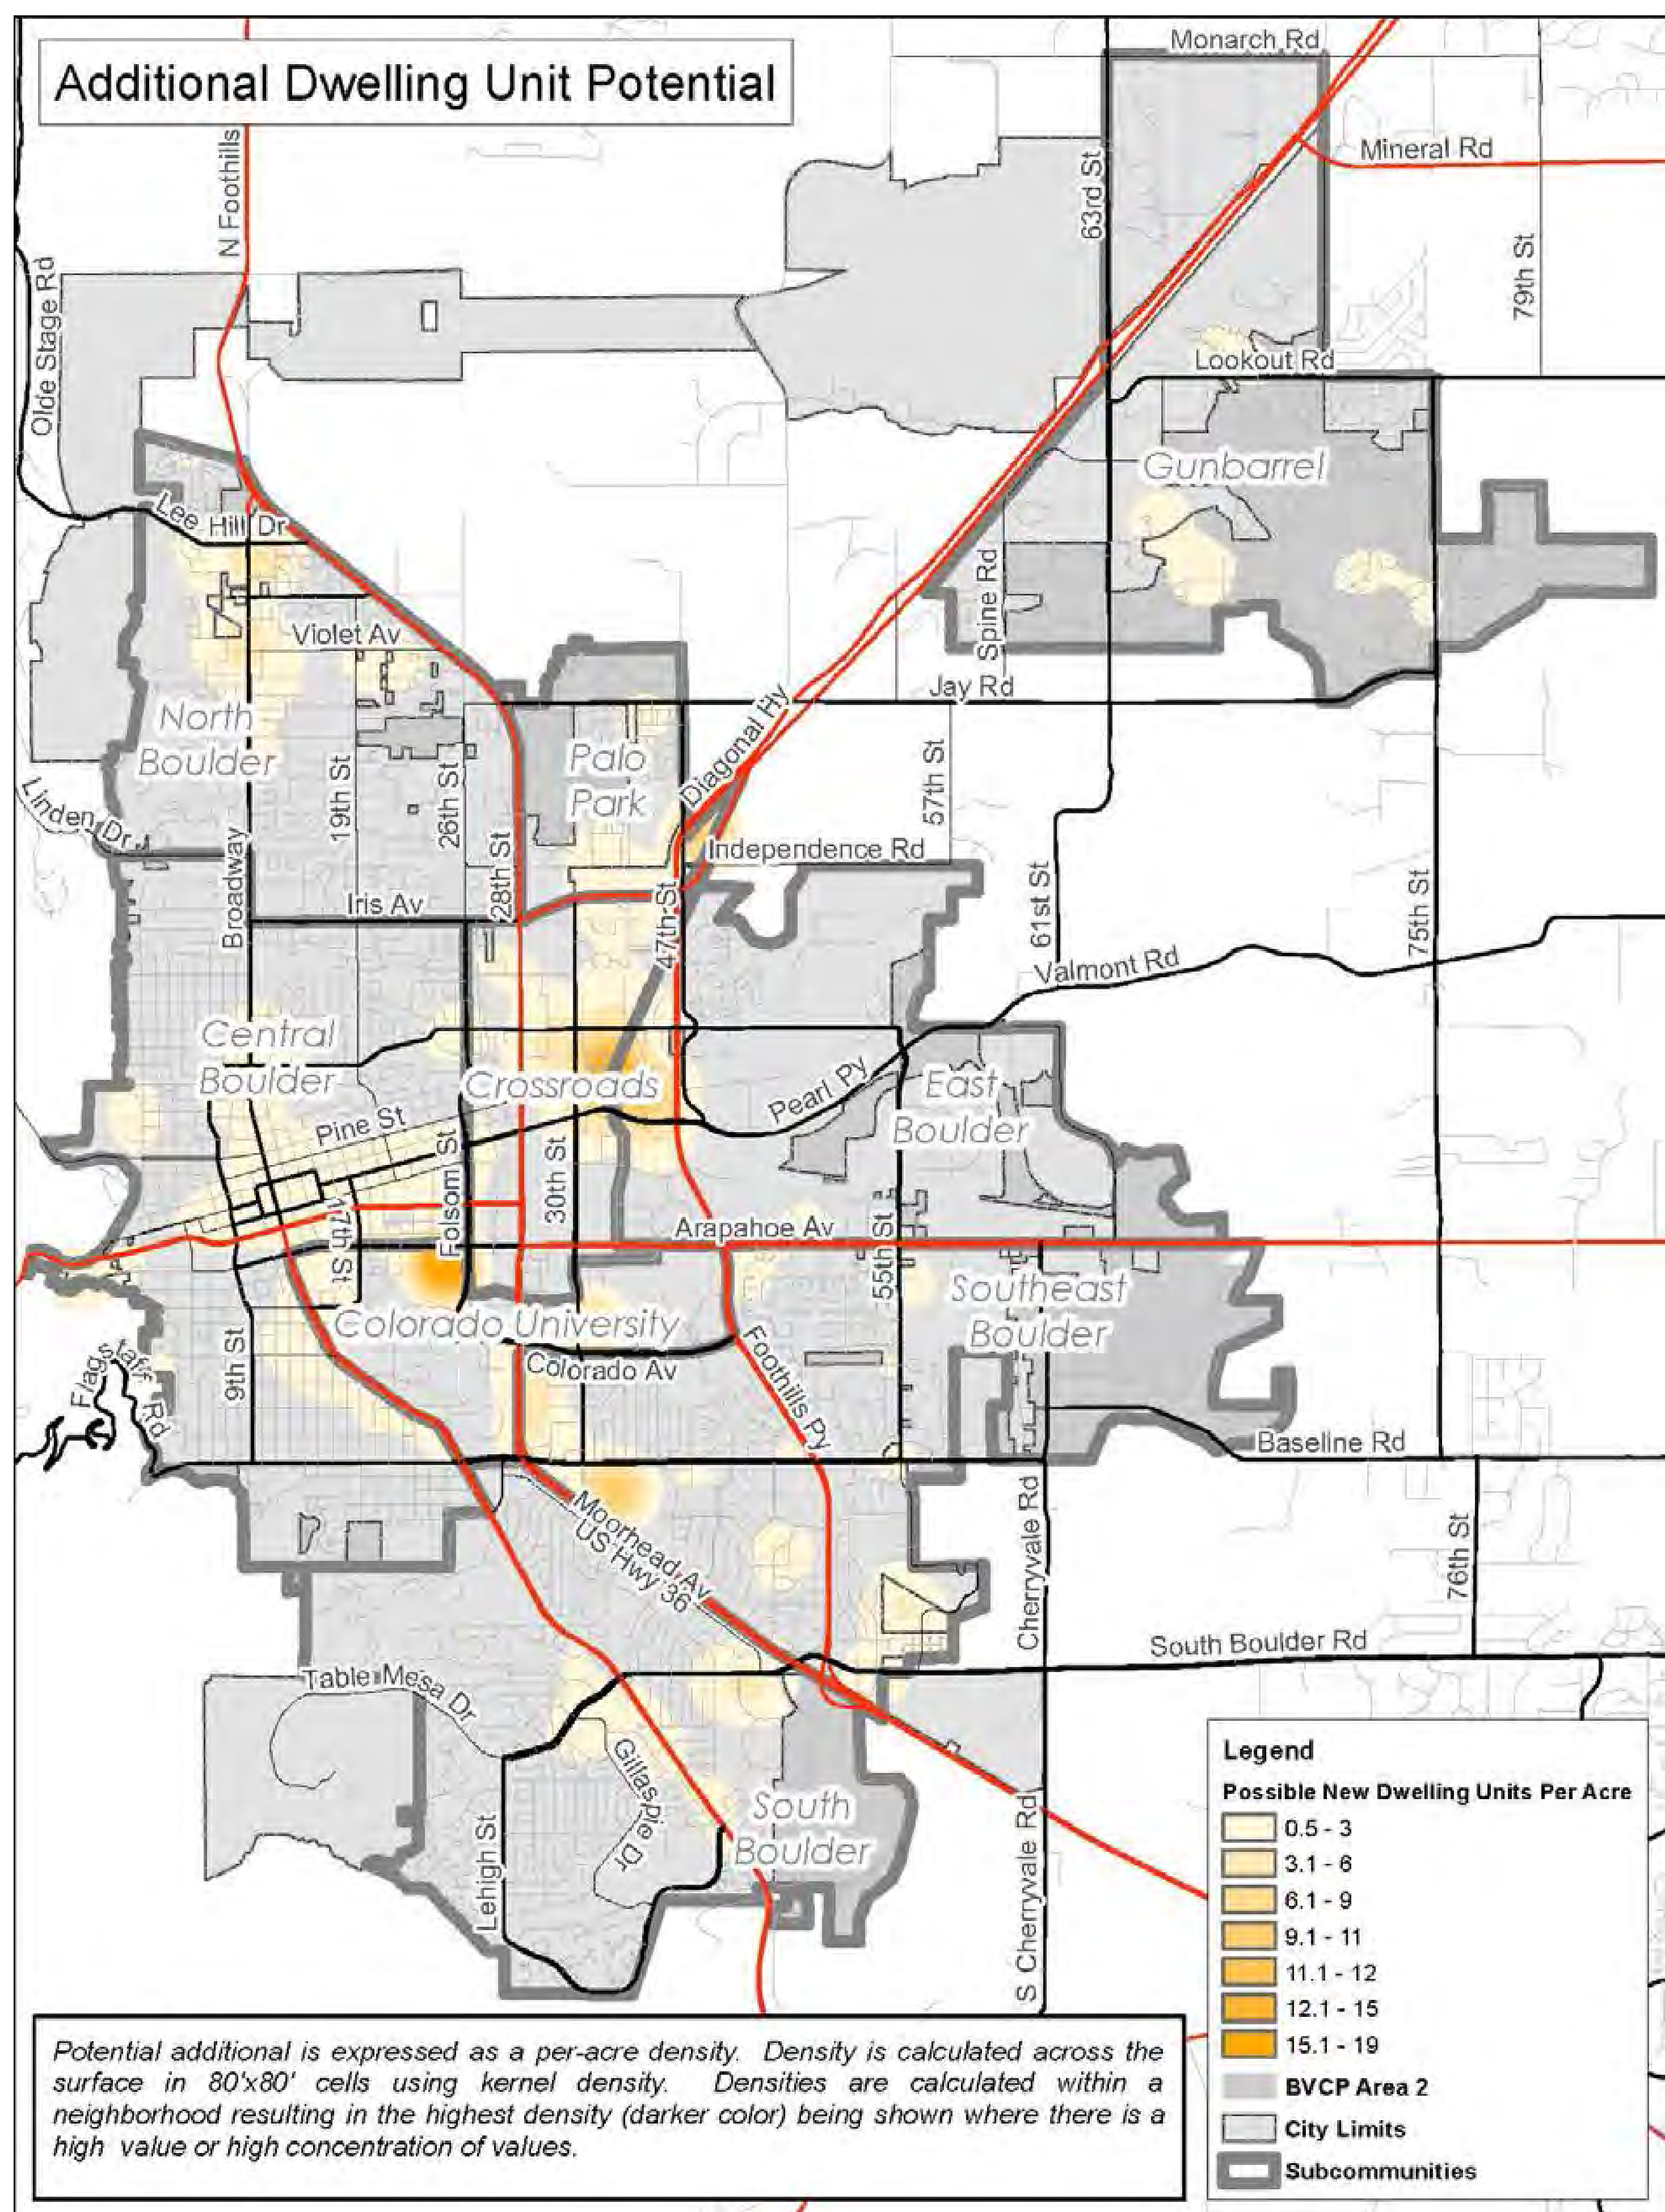 Additional Dwelling Unit Potential
Monarch Rd
Mineral Rd
N Foothills
63rd St
79th St
Olde Stage Rd
Lookout Rd
Gunbarrel
Lee Hill Dr
Spine Rd
Violet Av
Jay Rd
North
Boulder
Palo
Park
Diagonal Hy
19th St
26th St
57th St
Linden Dr
Broadway
28th St
Independence Rd
61st St
75th St
Iris Av
47th St
Valmont Rd
Central
Boulder
Crossroads
Pearl Py
East
Boulder
Pine St
Folsom St
30th St
17th St
Arapahoe Av
55th St
Southeast
Boulder
Colorado University
9th St
Flagstaff Rd
Colorado Av
Foothills Py
Baseline Rd
Moorhead Av
US Hwy 36
Cherryvale Rd
76th St
South Boulder Rd
Table Mesa Dr
Gillaspie Dr
South
Boulder
Lehigh St
S Cherryvale Rd
Legend
Possible New Dwelling Units Per Acre
0.5 - 3
3.1 - 6
6.1 - 9
9.1 - 11
11.1 - 12
12.1 - 15
15.1 - 19
BVCP Area 2
City Limits
Subcommunities
Potential additional is expressed as a per-acre density. Density is calculated across the
surface in 80'x80' cells using kernel density. Densities are calculated within a
neighborhood resulting in the highest density (darker color) being shown where there is a
high value or high concentration of values.